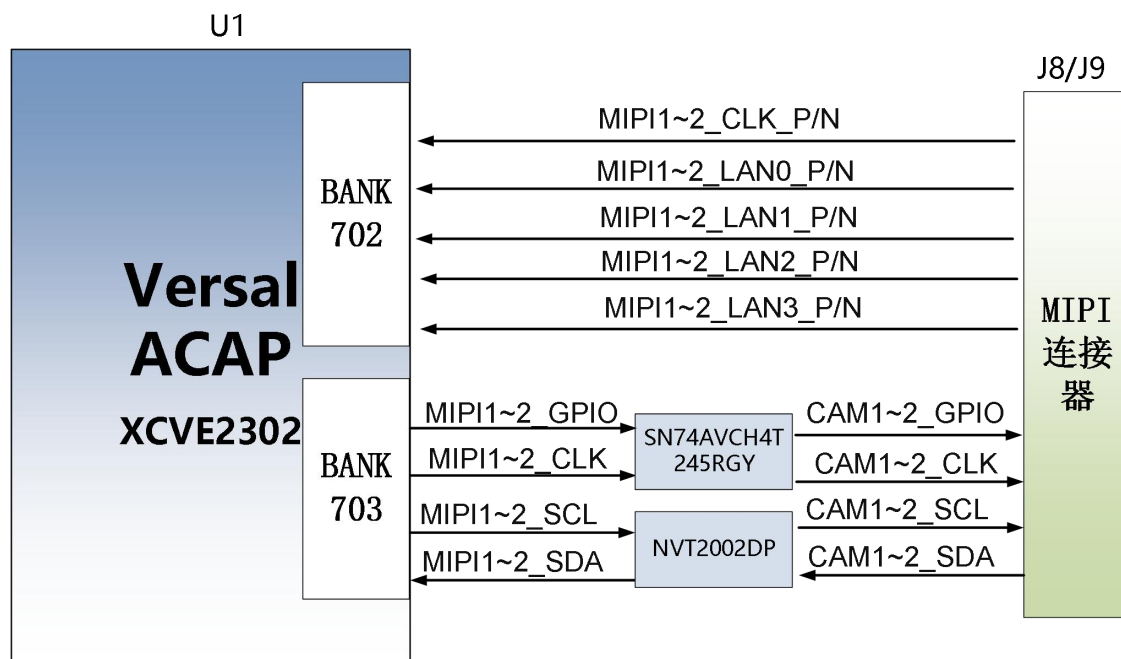 U1
J8/J9
MIPI1~2_CLK_P/N
MIPI1~2_LAN0_P/N
MIPI1~2_LAN1_P/N
MIPI1~2_LAN2_P/N
MIPI1~2_LAN3_P/N
BANK
702
Versal
ACAP
XCVE2302
MIPI
连接
器
BANK
703
MIPI1~2_GPIO
MIPI1~2_CLK
MIPI1~2_SCL
MIPI1~2_SDA
SN74AVCH4T
245RGY
NVT2002DP
CAM1~2_GPIO
CAM1~2_CLK
CAM1~2_SCL
CAM1~2_SDA